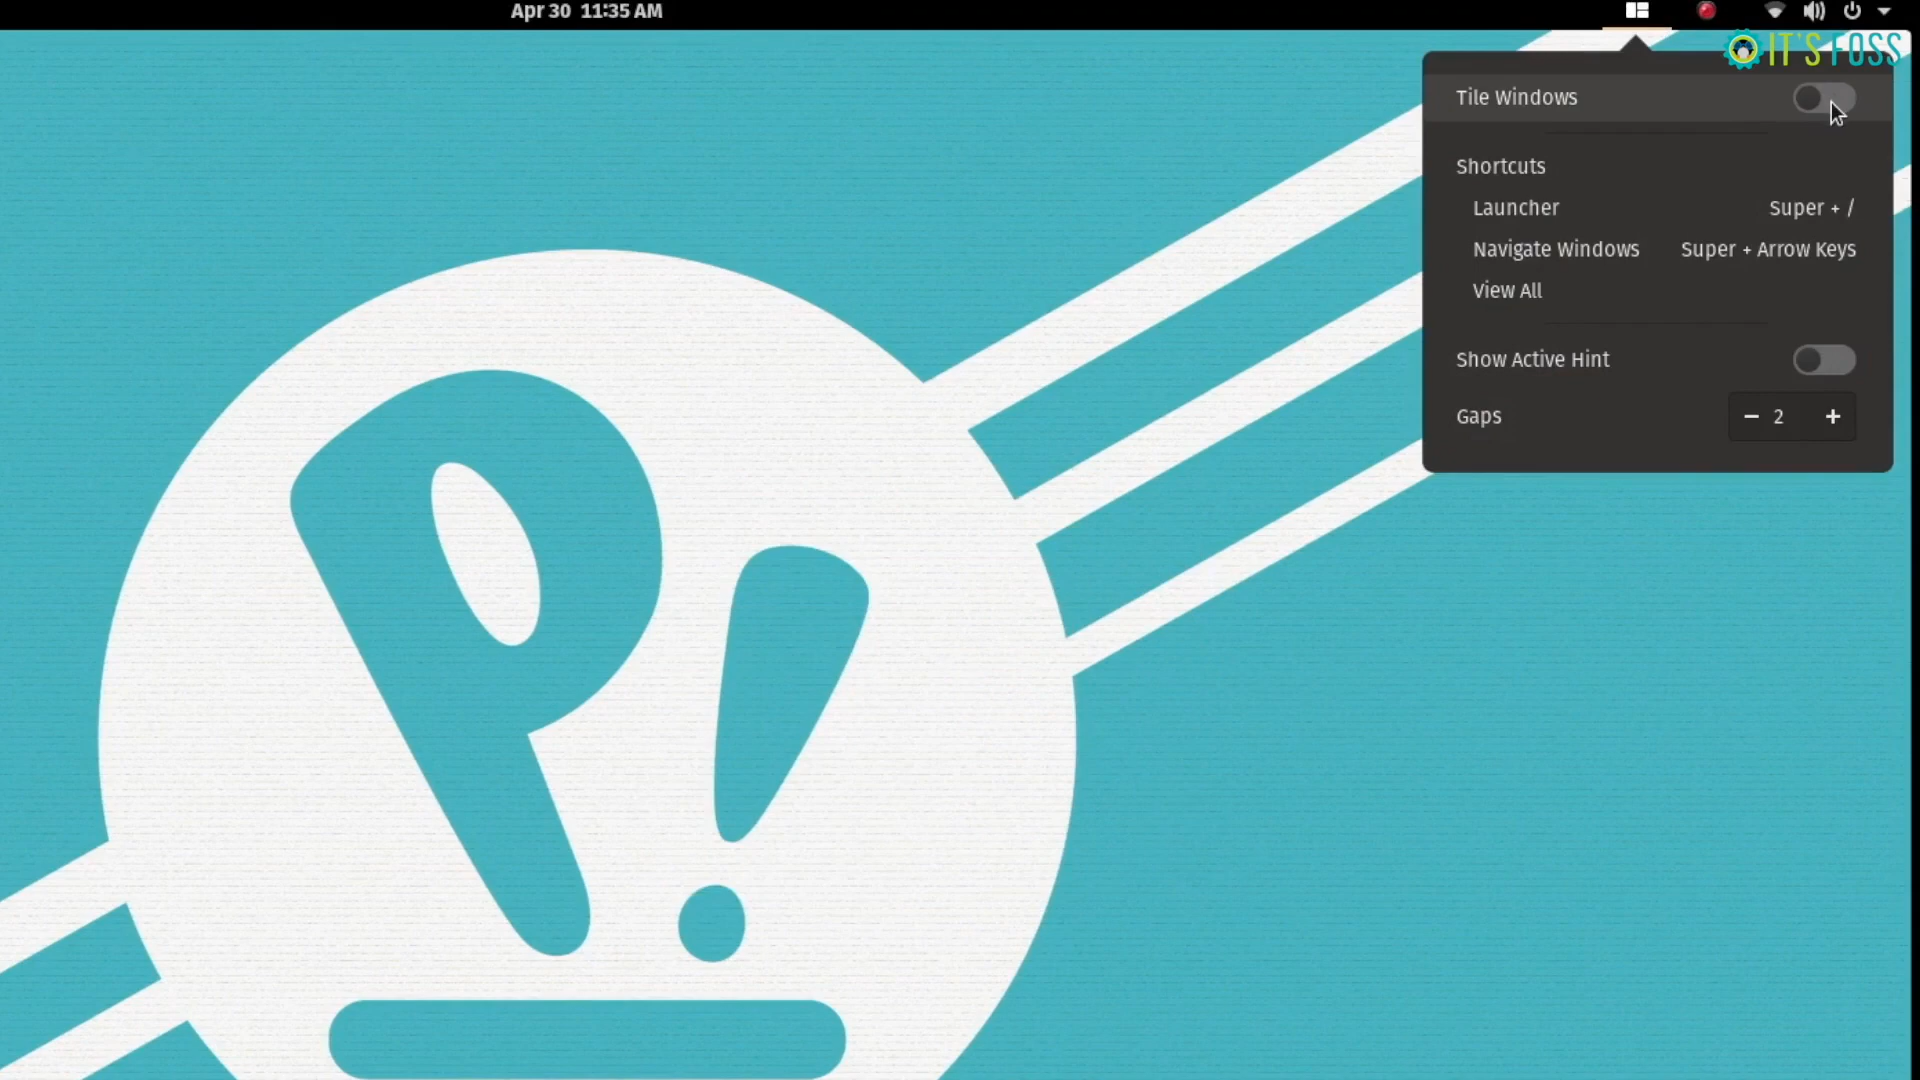 Apr 30 11:35 AM
IT'S FOSS
Tile Windows
Shortcuts
Launcher Super + /
Navigate Windows Super + Arrow Keys
View All
Show Active Hint
Gaps − 2 +
P!